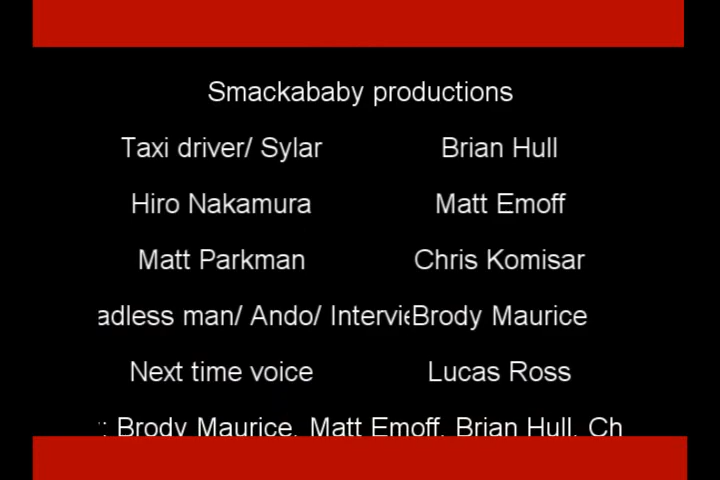 Smackababy productions
Taxi driver/ Sylar Brian Hull
Hiro Nakamura Matt Emoff
Matt Parkman Chris Komisar
adless man/ Ando/ Intervie Brody Maurice
Next time voice Lucas Ross
: Brody Maurice, Matt Emoff, Brian Hull, Ch